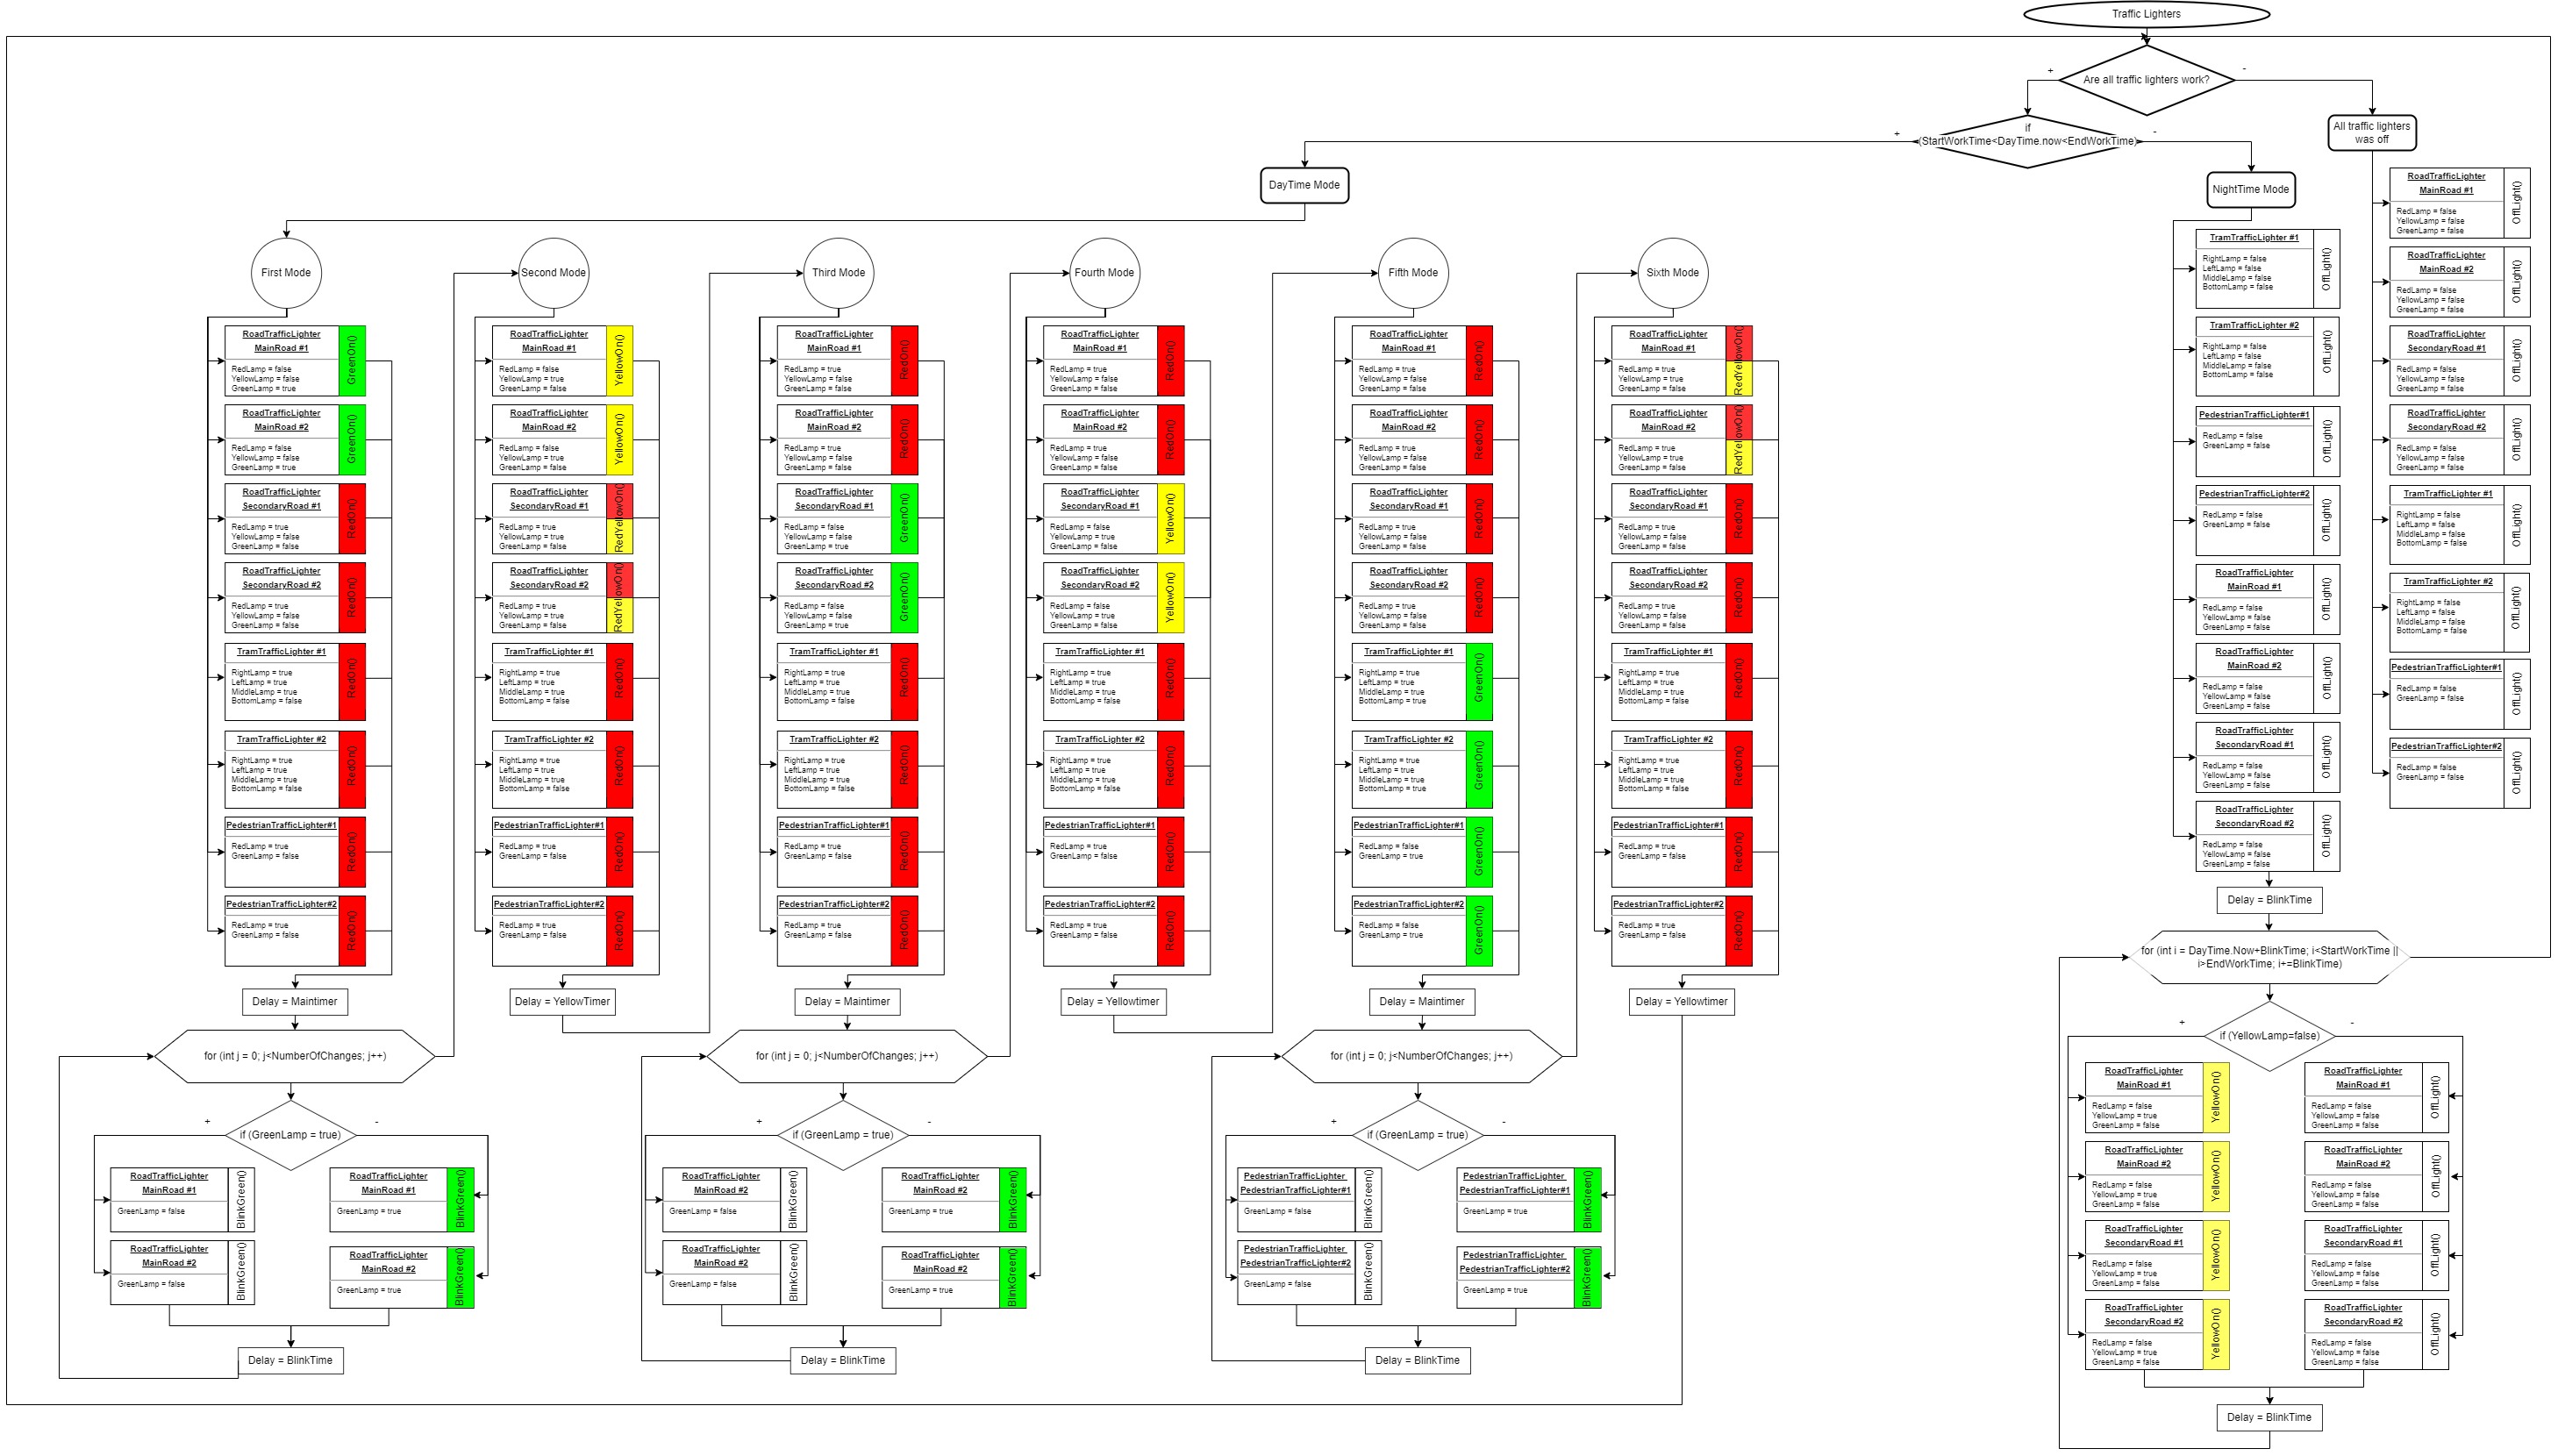 Traffic Lighters
Are all traffic lighters work?
+
-
if
(StartWorkTime<DayTime.now<EndWorkTime)
+
-
All traffic lighters
was off
DayTime Mode
NightTime Mode
First Mode
RoadTrafficLighter
MainRoad #1
RedLamp = false
YellowLamp = false
GreenLamp = true
GreenOn()
RoadTrafficLighter
MainRoad #2
RedLamp = false
YellowLamp = false
GreenLamp = true
GreenOn()
RoadTrafficLighter
SecondaryRoad #1
RedLamp = true
YellowLamp = false
GreenLamp = false
RedOn()
RoadTrafficLighter
SecondaryRoad #2
RedLamp = true
YellowLamp = false
GreenLamp = false
RedOn()
TramTrafficLighter #1
RightLamp = true
LeftLamp = true
MiddleLamp = true
BottomLamp = false
RedOn()
TramTrafficLighter #2
RightLamp = true
LeftLamp = true
MiddleLamp = true
BottomLamp = false
RedOn()
PedestrianTrafficLighter#1
RedLamp = true
GreenLamp = false
RedOn()
PedestrianTrafficLighter#2
RedLamp = true
GreenLamp = false
RedOn()
Delay = Maintimer
for (int j = 0; j<NumberOfChanges; j++)
if (GreenLamp = true)
+
-
RoadTrafficLighter
MainRoad #1
GreenLamp = false
BlinkGreen()
RoadTrafficLighter
MainRoad #2
GreenLamp = false
BlinkGreen()
RoadTrafficLighter
MainRoad #1
GreenLamp = true
BlinkGreen()
RoadTrafficLighter
MainRoad #2
GreenLamp = true
BlinkGreen()
Delay = BlinkTime
Second Mode
RoadTrafficLighter
MainRoad #1
RedLamp = false
YellowLamp = true
GreenLamp = false
YellowOn()
RoadTrafficLighter
MainRoad #2
RedLamp = false
YellowLamp = true
GreenLamp = false
YellowOn()
RoadTrafficLighter
SecondaryRoad #1
RedLamp = true
YellowLamp = true
GreenLamp = false
RedYellowOn()
RoadTrafficLighter
SecondaryRoad #2
RedLamp = true
YellowLamp = true
GreenLamp = false
RedYellowOn()
TramTrafficLighter #1
RightLamp = true
LeftLamp = true
MiddleLamp = true
BottomLamp = false
RedOn()
TramTrafficLighter #2
RightLamp = true
LeftLamp = true
MiddleLamp = true
BottomLamp = false
RedOn()
PedestrianTrafficLighter#1
RedLamp = true
GreenLamp = false
RedOn()
PedestrianTrafficLighter#2
RedLamp = true
GreenLamp = false
RedOn()
Delay = YellowTimer
Third Mode
RoadTrafficLighter
MainRoad #1
RedLamp = true
YellowLamp = false
GreenLamp = false
RedOn()
RoadTrafficLighter
MainRoad #2
RedLamp = true
YellowLamp = false
GreenLamp = false
RedOn()
RoadTrafficLighter
SecondaryRoad #1
RedLamp = false
YellowLamp = false
GreenLamp = true
GreenOn()
RoadTrafficLighter
SecondaryRoad #2
RedLamp = false
YellowLamp = false
GreenLamp = true
GreenOn()
TramTrafficLighter #1
RightLamp = true
LeftLamp = true
MiddleLamp = true
BottomLamp = false
RedOn()
TramTrafficLighter #2
RightLamp = true
LeftLamp = true
MiddleLamp = true
BottomLamp = false
RedOn()
PedestrianTrafficLighter#1
RedLamp = true
GreenLamp = false
RedOn()
PedestrianTrafficLighter#2
RedLamp = true
GreenLamp = false
RedOn()
Delay = Maintimer
for (int j = 0; j<NumberOfChanges; j++)
if (GreenLamp = true)
+
-
RoadTrafficLighter
MainRoad #2
GreenLamp = false
BlinkGreen()
RoadTrafficLighter
MainRoad #2
GreenLamp = false
BlinkGreen()
RoadTrafficLighter
MainRoad #2
GreenLamp = true
BlinkGreen()
RoadTrafficLighter
MainRoad #2
GreenLamp = true
BlinkGreen()
Delay = BlinkTime
Fourth Mode
RoadTrafficLighter
MainRoad #1
RedLamp = true
YellowLamp = false
GreenLamp = false
RedOn()
RoadTrafficLighter
MainRoad #2
RedLamp = true
YellowLamp = false
GreenLamp = false
RedOn()
RoadTrafficLighter
SecondaryRoad #1
RedLamp = false
YellowLamp = true
GreenLamp = false
YellowOn()
RoadTrafficLighter
SecondaryRoad #2
RedLamp = false
YellowLamp = true
GreenLamp = false
YellowOn()
TramTrafficLighter #1
RightLamp = true
LeftLamp = true
MiddleLamp = true
BottomLamp = false
RedOn()
TramTrafficLighter #2
RightLamp = true
LeftLamp = true
MiddleLamp = true
BottomLamp = false
RedOn()
PedestrianTrafficLighter#1
RedLamp = true
GreenLamp = false
RedOn()
PedestrianTrafficLighter#2
RedLamp = true
GreenLamp = false
RedOn()
Delay = Yellowtimer
Fifth Mode
RoadTrafficLighter
MainRoad #1
RedLamp = true
YellowLamp = false
GreenLamp = false
RedOn()
RoadTrafficLighter
MainRoad #2
RedLamp = true
YellowLamp = false
GreenLamp = false
RedOn()
RoadTrafficLighter
SecondaryRoad #1
RedLamp = true
YellowLamp = false
GreenLamp = false
RedOn()
RoadTrafficLighter
SecondaryRoad #2
RedLamp = true
YellowLamp = false
GreenLamp = false
RedOn()
TramTrafficLighter #1
RightLamp = true
LeftLamp = true
MiddleLamp = true
BottomLamp = true
GreenOn()
TramTrafficLighter #2
RightLamp = true
LeftLamp = true
MiddleLamp = true
BottomLamp = true
GreenOn()
PedestrianTrafficLighter#1
RedLamp = true
GreenLamp = true
GreenOn()
PedestrianTrafficLighter#2
RedLamp = false
GreenLamp = true
GreenOn()
Delay = Maintimer
for (int j = 0; j<NumberOfChanges; j++)
if (GreenLamp = true)
+
-
PedestrianTrafficLighter
PedestrianTrafficLighter#1
GreenLamp = false
BlinkGreen()
PedestrianTrafficLighter
PedestrianTrafficLighter#2
GreenLamp = false
BlinkGreen()
PedestrianTrafficLighter
PedestrianTrafficLighter#1
GreenLamp = true
BlinkGreen()
PedestrianTrafficLighter
PedestrianTrafficLighter#2
GreenLamp = true
BlinkGreen()
Delay = BlinkTime
Sixth Mode
RoadTrafficLighter
MainRoad #1
RedLamp = true
YellowLamp = true
GreenLamp = false
RedYellowOn()
RoadTrafficLighter
MainRoad #2
RedLamp = true
YellowLamp = true
GreenLamp = false
RedYellowOn()
RoadTrafficLighter
SecondaryRoad #1
RedLamp = true
YellowLamp = false
GreenLamp = false
RedOn()
RoadTrafficLighter
SecondaryRoad #2
RedLamp = true
YellowLamp = false
GreenLamp = false
RedOn()
TramTrafficLighter #1
RightLamp = true
LeftLamp = true
MiddleLamp = true
BottomLamp = false
RedOn()
TramTrafficLighter #2
RightLamp = true
LeftLamp = true
MiddleLamp = true
BottomLamp = false
RedOn()
PedestrianTrafficLighter#1
RedLamp = true
GreenLamp = false
RedOn()
PedestrianTrafficLighter#2
RedLamp = true
GreenLamp = false
RedOn()
Delay = Yellowtimer
TramTrafficLighter #1
RightLamp = false
LeftLamp = false
MiddleLamp = false
BottomLamp = false
OffLight()
TramTrafficLighter #2
RightLamp = false
LeftLamp = false
MiddleLamp = false
BottomLamp = false
OffLight()
PedestrianTrafficLighter#1
RedLamp = false
GreenLamp = false
OffLight()
PedestrianTrafficLighter#2
RedLamp = false
GreenLamp = false
OffLight()
RoadTrafficLighter
MainRoad #1
RedLamp = false
YellowLamp = false
GreenLamp = false
OffLight()
RoadTrafficLighter
MainRoad #2
RedLamp = false
YellowLamp = false
GreenLamp = false
OffLight()
RoadTrafficLighter
SecondaryRoad #1
RedLamp = false
YellowLamp = false
GreenLamp = false
OffLight()
RoadTrafficLighter
SecondaryRoad #2
RedLamp = false
YellowLamp = false
GreenLamp = false
OffLight()
Delay = BlinkTime
for (int i = DayTime.Now+BlinkTime; i<StartWorkTime ||
i>EndWorkTime; i+=BlinkTime)
if (YellowLamp=false)
+
-
RoadTrafficLighter
MainRoad #1
RedLamp = false
YellowLamp = true
GreenLamp = false
YellowOn()
RoadTrafficLighter
MainRoad #2
RedLamp = false
YellowLamp = true
GreenLamp = false
YellowOn()
RoadTrafficLighter
SecondaryRoad #1
RedLamp = false
YellowLamp = true
GreenLamp = false
YellowOn()
RoadTrafficLighter
SecondaryRoad #2
RedLamp = false
YellowLamp = true
GreenLamp = false
YellowOn()
RoadTrafficLighter
MainRoad #1
RedLamp = false
YellowLamp = false
GreenLamp = false
OffLight()
RoadTrafficLighter
MainRoad #2
RedLamp = false
YellowLamp = false
GreenLamp = false
OffLight()
RoadTrafficLighter
SecondaryRoad #1
RedLamp = false
YellowLamp = false
GreenLamp = false
OffLight()
RoadTrafficLighter
SecondaryRoad #2
RedLamp = false
YellowLamp = false
GreenLamp = false
OffLight()
Delay = BlinkTime
RoadTrafficLighter
MainRoad #1
RedLamp = false
YellowLamp = false
GreenLamp = false
OffLight()
RoadTrafficLighter
MainRoad #2
RedLamp = false
YellowLamp = false
GreenLamp = false
OffLight()
RoadTrafficLighter
SecondaryRoad #1
RedLamp = false
YellowLamp = false
GreenLamp = false
OffLight()
RoadTrafficLighter
SecondaryRoad #2
RedLamp = false
YellowLamp = false
GreenLamp = false
OffLight()
TramTrafficLighter #1
RightLamp = false
LeftLamp = false
MiddleLamp = false
BottomLamp = false
OffLight()
TramTrafficLighter #2
RightLamp = false
LeftLamp = false
MiddleLamp = false
BottomLamp = false
OffLight()
PedestrianTrafficLighter#1
RedLamp = false
GreenLamp = false
OffLight()
PedestrianTrafficLighter#2
RedLamp = false
GreenLamp = false
OffLight()